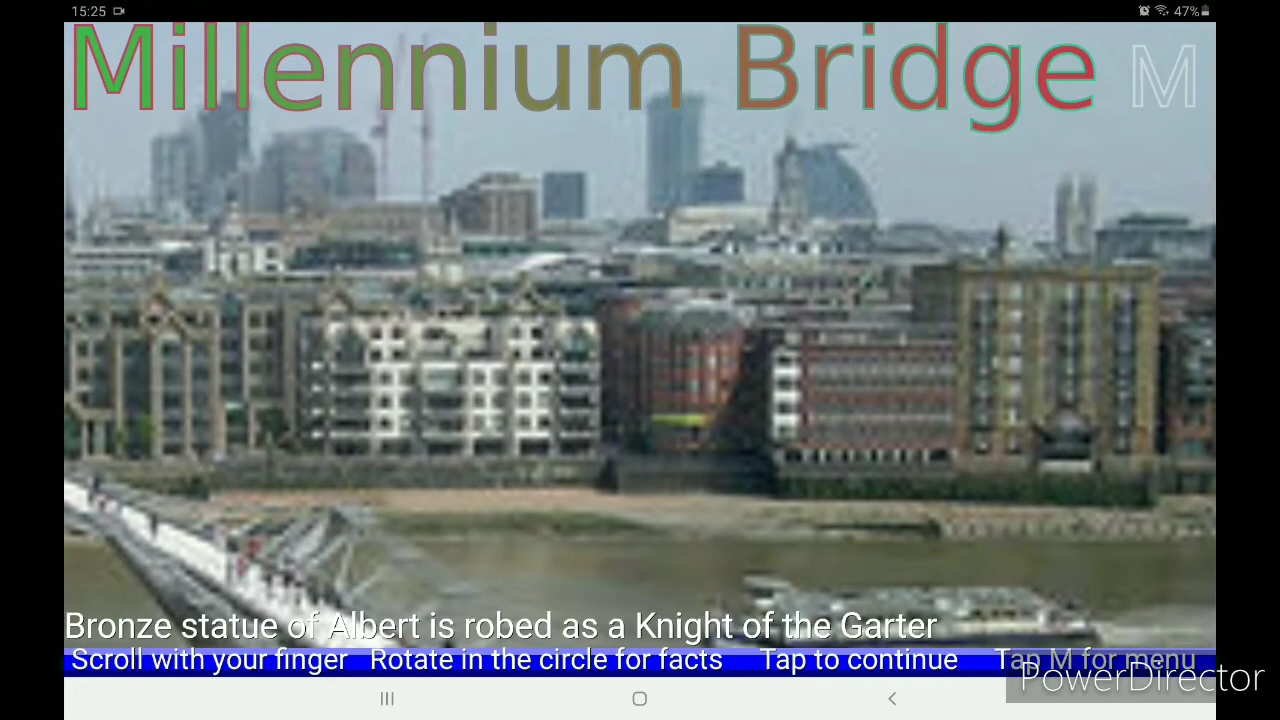 15:25 47%
Millennium Bridge M
Bronze statue of Albert is robed as a Knight of the Garter
Scroll with your finger Rotate in the circle for facts Tap to continue Tap M for menu
PowerDirector